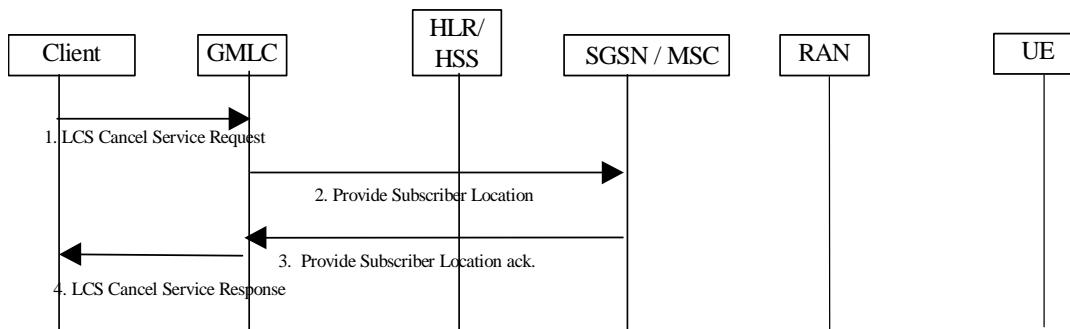 Client
GMLC
HLR/
HSS
SGSN / MSC
RAN
UE
1. LCS Cancel Service Request
2. Provide Subscriber Location
3. Provide Subscriber Location ack.
4. LCS Cancel Service Response